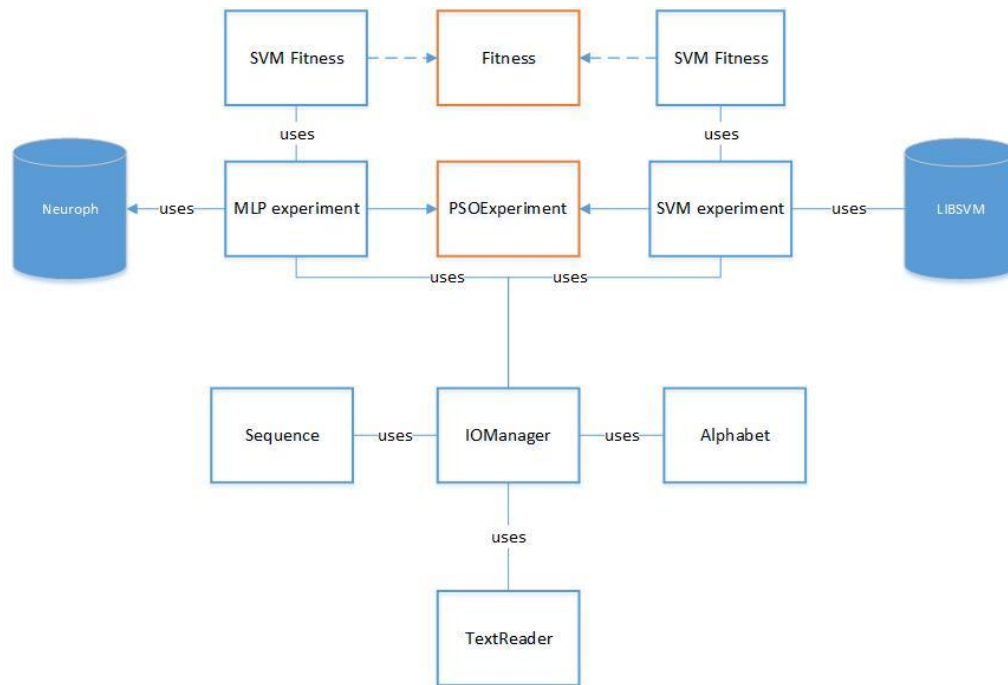 SVM Fitness
Fitness
SVM Fitness
uses
uses
Neuroph
uses
MLP experiment
PSOExperiment
SVM experiment
uses
LIBSVM
uses
uses
Sequence
uses
IOManager
uses
Alphabet
uses
TextReader